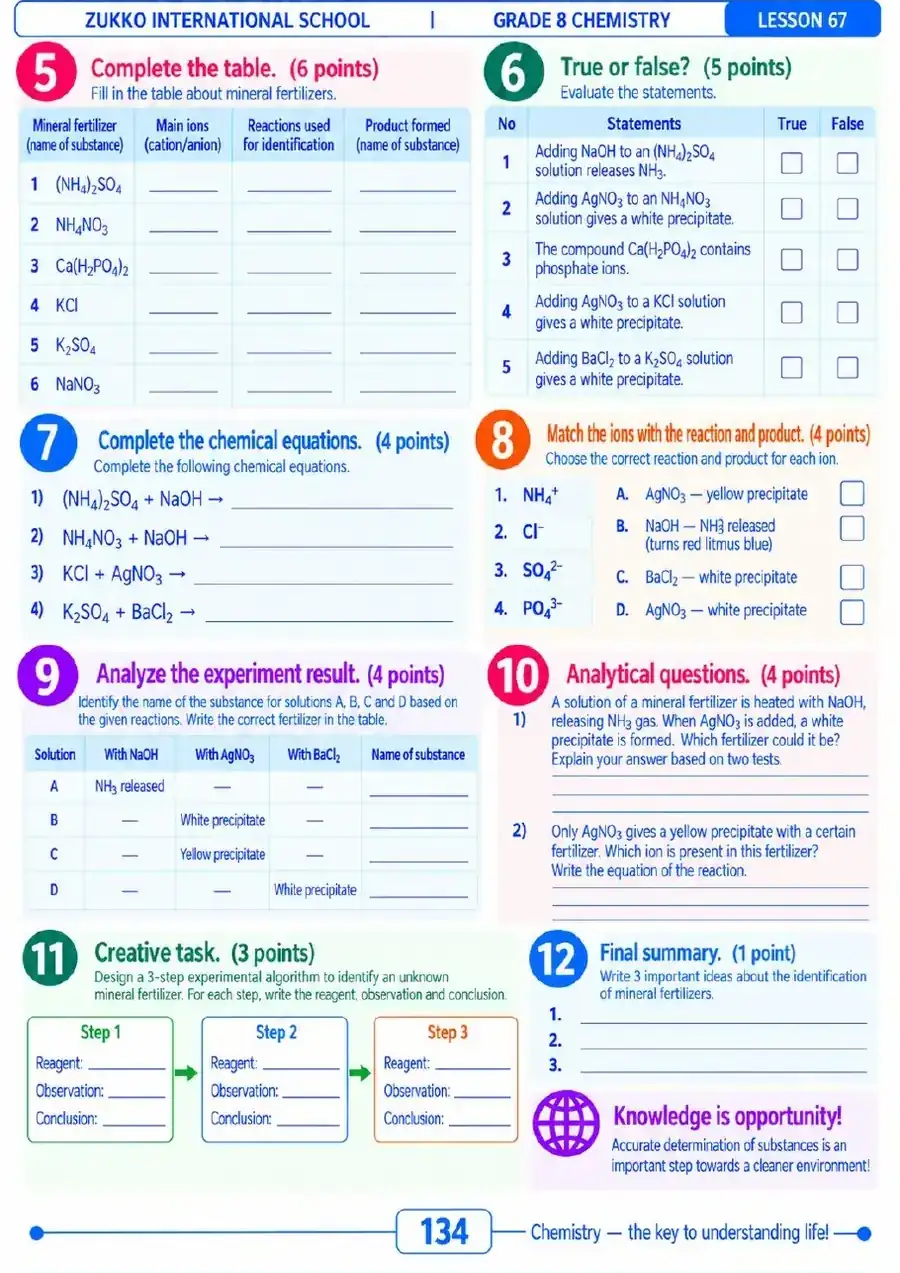 ZUKKO INTERNATIONAL SCHOOL | GRADE 8 CHEMISTRY LESSON 67
5 Complete the table. (6 points)
Fill in the table about mineral fertilizers.
Mineral fertilizer (name of substance) Main ions (cation/anion) Reactions used for identification Product formed (name of substance)
1 (NH₄)₂SO₄
2 NH₄NO₃
3 Ca(H₂PO₄)₂
4 KCl
5 K₂SO₄
6 NaNO₃
6 True or false? (5 points)
Evaluate the statements.
No Statements True False
1 Adding NaOH to an (NH₄)₂SO₄
solution releases NH₃.
2 Adding AgNO₃ to an NH₄NO₃
solution gives a white precipitate.
3 The compound Ca(H₂PO₄)₂ contains
phosphate ions.
4 Adding AgNO₃ to a KCl solution
gives a white precipitate.
5 Adding BaCl₂ to a K₂SO₄ solution
gives a white precipitate.
7 Complete the chemical equations. (4 points)
Complete the following chemical equations.
1) (NH₄)₂SO₄ + NaOH →
2) NH₄NO₃ + NaOH →
3) KCl + AgNO₃ →
4) K₂SO₄ + BaCl₂ →
8 Match the ions with the reaction and product. (4 points)
Choose the correct reaction and product for each ion.
1. NH₄⁺ A. AgNO₃ — yellow precipitate
2. Cl⁻ B. NaOH — NH₃ released
(turns red litmus blue)
3. SO₄²⁻ C. BaCl₂ — white precipitate
4. PO₄³⁻ D. AgNO₃ — white precipitate
9 Analyze the experiment result. (4 points)
Identify the name of the substance for solutions A, B, C and D based on
the given reactions. Write the correct fertilizer in the table.
Solution With NaOH With AgNO₃ With BaCl₂ Name of substance
A NH₃ released — —
B — White precipitate —
C — Yellow precipitate —
D — — White precipitate
10 Analytical questions. (4 points)
1) A solution of a mineral fertilizer is heated with NaOH,
releasing NH₃ gas. When AgNO₃ is added, a white
precipitate is formed. Which fertilizer could it be?
Explain your answer based on two tests.
2) Only AgNO₃ gives a yellow precipitate with a certain
fertilizer. Which ion is present in this fertilizer?
Write the equation of the reaction.
11 Creative task. (3 points)
Design a 3-step experimental algorithm to identify an unknown
mineral fertilizer. For each step, write the reagent, observation and conclusion.
Step 1
Reagent:
Observation:
Conclusion:
Step 2
Reagent:
Observation:
Conclusion:
Step 3
Reagent:
Observation:
Conclusion:
12 Final summary. (1 point)
Write 3 important ideas about the identification
of mineral fertilizers.
1.
2.
3.
Knowledge is opportunity!
Accurate determination of substances is an
important step towards a cleaner environment!
134 Chemistry — the key to understanding life!